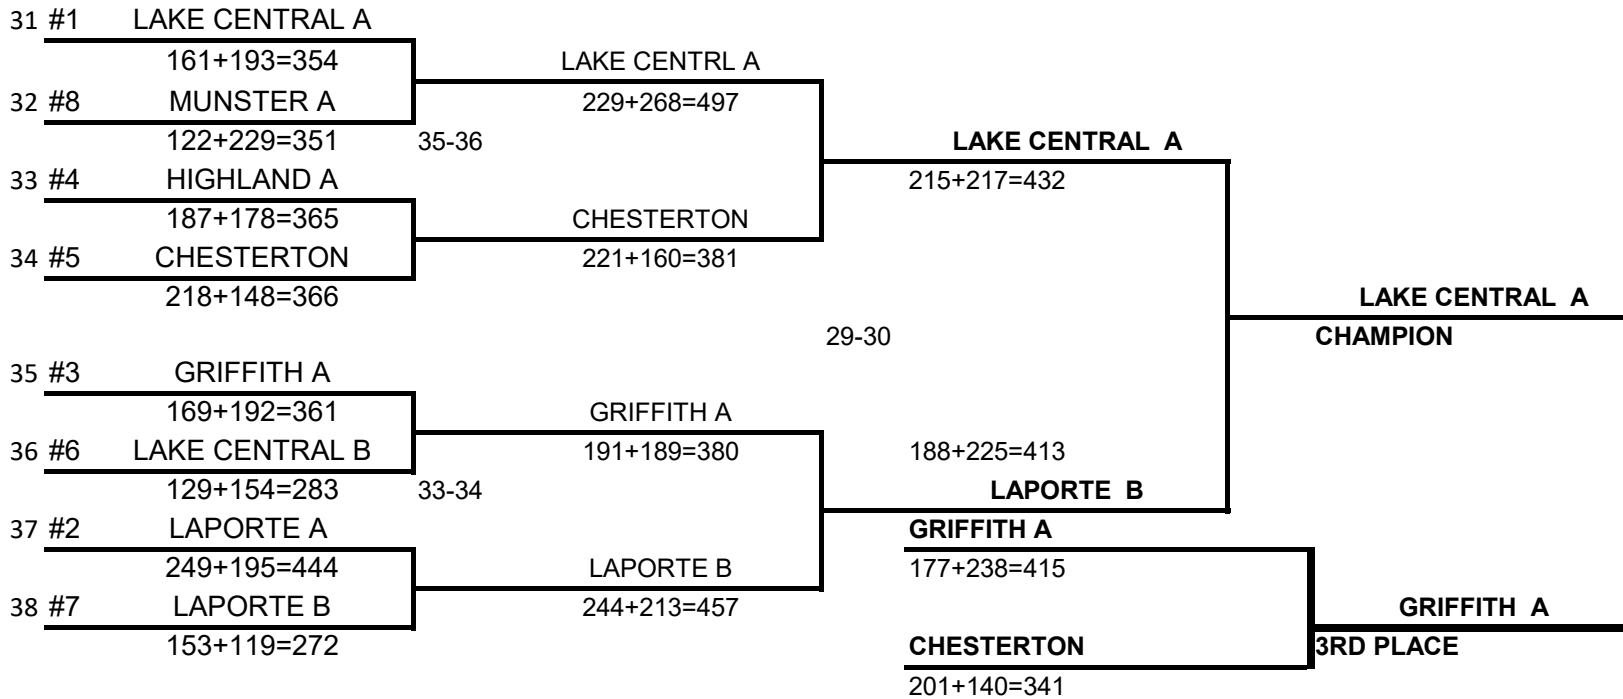 31 #1 LAKE CENTRAL A
161+193=354
LAKE CENTRL A
32 #8 MUNSTER A
229+268=497
122+229=351
35-36
LAKE CENTRAL A
33 #4 HIGHLAND A
215+217=432
187+178=365
CHESTERTON
34 #5 CHESTERTON
221+160=381
218+148=366
LAKE CENTRAL A
29-30
CHAMPION
35 #3 GRIFFITH A
169+192=361
GRIFFITH A
36 #6 LAKE CENTRAL B
191+189=380
188+225=413
129+154=283
33-34
LAPORTE B
37 #2 LAPORTE A
GRIFFITH A
249+195=444
LAPORTE B
177+238=415
38 #7 LAPORTE B
244+213=457
GRIFFITH A
153+119=272
CHESTERTON
3RD PLACE
201+140=341